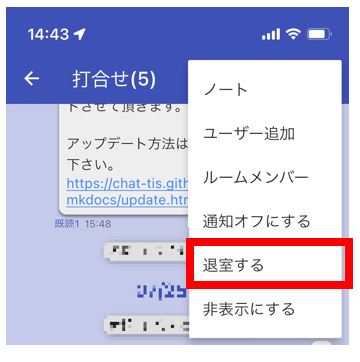 14:43
打合せ(5)
下させて頂きます。
アップデート方法は
下さい。
https://chat-tis.gith
mkdocs/update.htm
既読1 15:48
ノート
ユーザー追加
ルームメンバー
通知オフにする
退室する
非表示にする